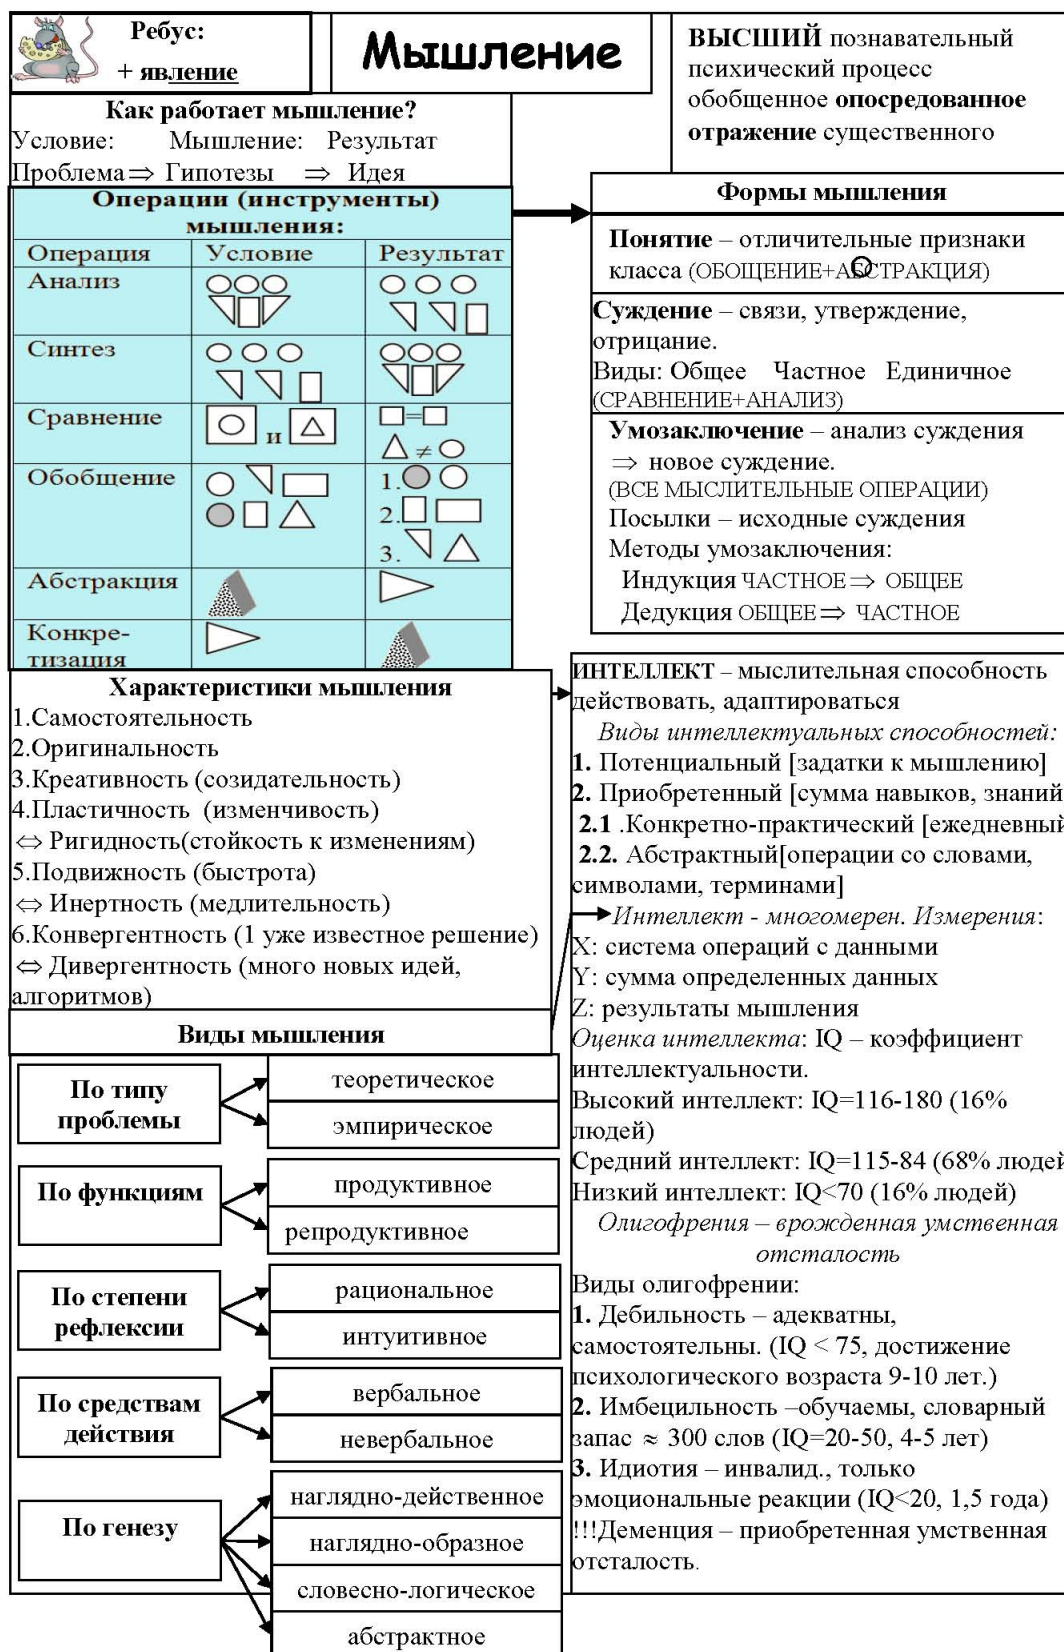 Ребус:
+ явление
Мышление
ВЫСШИЙ познавательный
психический процесс
обобщенное опосредованное
отражение существенного
Как работает мышление?
Условие: Мышление: Результат
Проблема ⇒ Гипотезы ⇒ Идея
Операции (инструменты)
мышления:
Операция Условие Результат
Анализ
Синтез
Сравнение
и
=
≠
Обобщение
1.
2.
3.
Абстракция
Конкре-
тизация
Формы мышления
Понятие – отличительные признаки
класса (ОБОЩЕНИЕ+АБСТРАКЦИЯ)
Суждение – связи, утверждение,
отрицание.
Виды: Общее Частное Единичное
(СРАВНЕНИЕ+АНАЛИЗ)
Умозаключение – анализ суждения
⇒ новое суждение.
(ВСЕ МЫСЛИТЕЛЬНЫЕ ОПЕРАЦИИ)
Посылки – исходные суждения
Методы умозаключения:
Индукция ЧАСТНОЕ ⇒ ОБЩЕЕ
Дедукция ОБЩЕЕ ⇒ ЧАСТНОЕ
Характеристики мышления
1.Самостоятельность
2.Оригинальность
3.Креативность (созидательность)
4.Пластичность (изменчивость)
⇔ Ригидность(стойкость к изменениям)
5.Подвижность (быстрота)
⇔ Инертность (медлительность)
6.Конвергентность (1 уже известное решение)
⇔ Дивергентность (много новых идей,
алгоритмов)
Виды мышления
По типу
проблемы
теоретическое
эмпирическое
По функциям
продуктивное
репродуктивное
По степени
рефлексии
рациональное
интуитивное
По средствам
действия
вербальное
невербальное
По генезу
наглядно-действенное
наглядно-образное
словесно-логическое
абстрактное
ИНТЕЛЛЕКТ – мыслительная способность
действовать, адаптироваться
Виды интеллектуальных способностей:
1. Потенциальный [задатки к мышлению]
2. Приобретенный [сумма навыков, знаний
2.1 .Конкретно-практический [ежедневный
2.2. Абстрактный[операции со словами,
символами, терминами]
Интеллект - многомерен. Измерения:
X: система операций с данными
Y: сумма определенных данных
Z: результаты мышления
Оценка интеллекта: IQ – коэффициент
интеллектуальности.
Высокий интеллект: IQ=116-180 (16%
людей)
Средний интеллект: IQ=115-84 (68% людей
Низкий интеллект: IQ<70 (16% людей)
Олигофрения – врожденная умственная
отсталость
Виды олигофрении:
1. Дебильность – адекватны,
самостоятельны. (IQ < 75, достижение
психологического возраста 9-10 лет.)
2. Имбецильность –обучаемы, словарный
запас ≈ 300 слов (IQ=20-50, 4-5 лет)
3. Идиотия – инвалид., только
эмоциональные реакции (IQ<20, 1,5 года)
!!!Деменция – приобретенная умственная
отсталость.